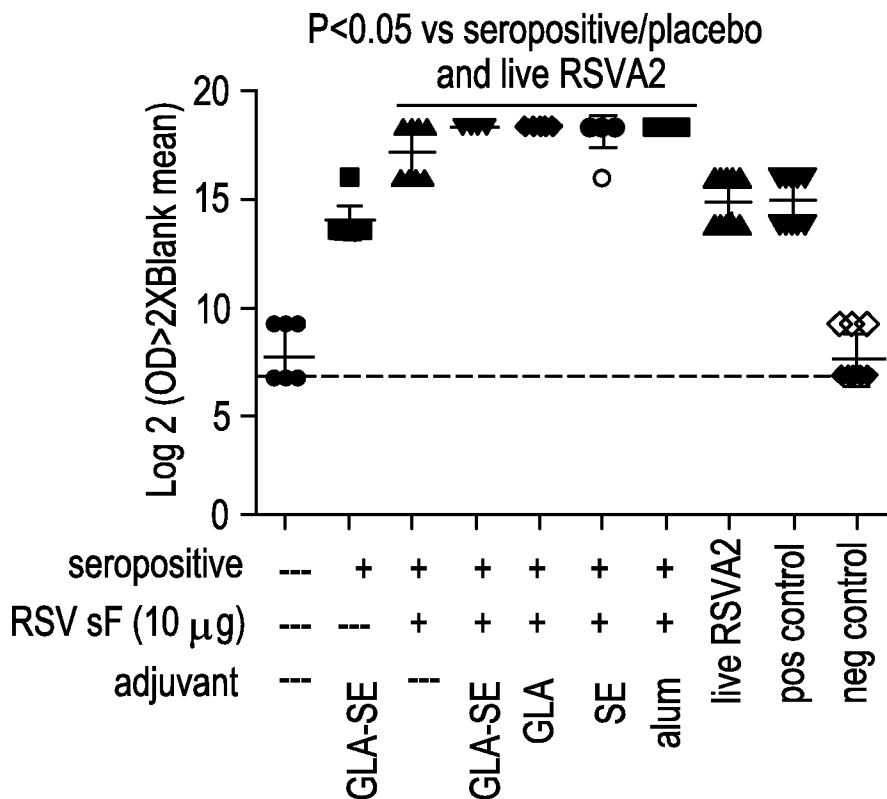 P<0.05 vs seropositive/placebo
and live RSVA2
Log 2 (OD>2XBlank mean)
20
15
10
5
0
seropositive --- + + + + + +
RSV sF (10 μg) --- --- + + + + +
adjuvant --- GLA-SE --- GLA-SE GLA SE alum
live RSVA2
pos control
neg control